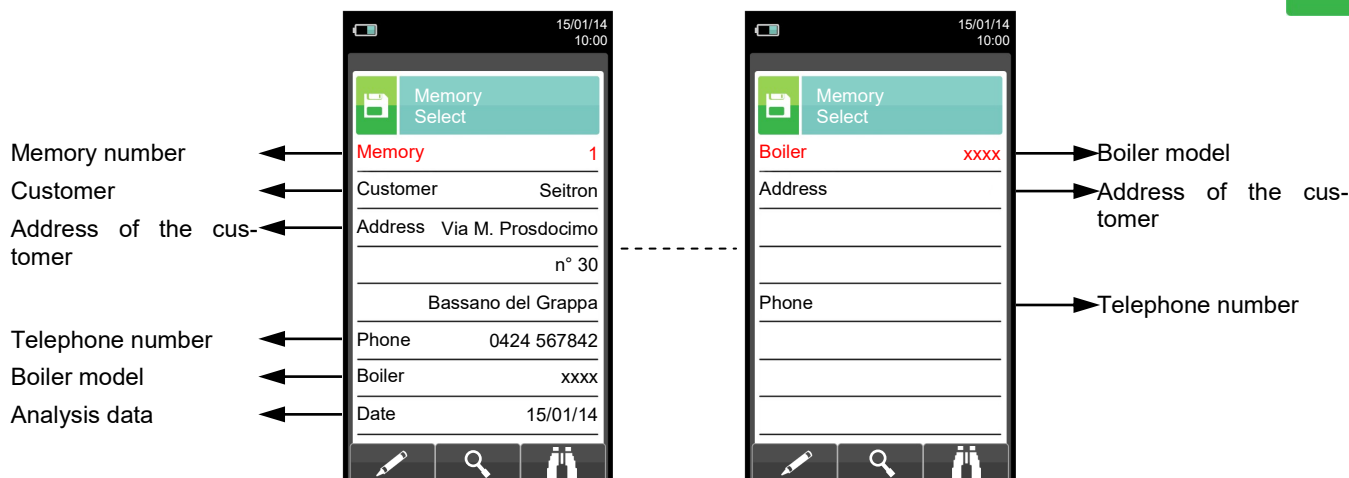 15/01/14
10:00
Memory
Select
Memory number
Memory 1
Customer
Customer Seitron
Address of the cus-
tomer
Address Via M. Prosdocimo
n° 30
Bassano del Grappa
Telephone number
Phone 0424 567842
Boiler model
Boiler xxxx
Analysis data
Date 15/01/14
15/01/14
10:00
Memory
Select
Boiler xxxx
Boiler model
Address
Address of the cus-
tomer
Phone
Telephone number